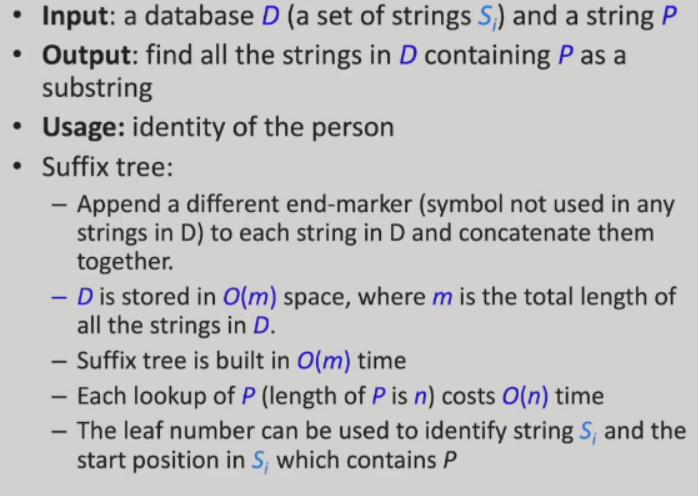 • Input: a database D (a set of strings Si) and a string P
• Output: find all the strings in D containing P as a
substring
• Usage: identity of the person
• Suffix tree:
– Append a different end-marker (symbol not used in any
strings in D) to each string in D and concatenate them
together.
– D is stored in O(m) space, where m is the total length of
all the strings in D.
– Suffix tree is built in O(m) time
– Each lookup of P (length of P is n) costs O(n) time
– The leaf number can be used to identify string Si and the
start position in Si which contains P